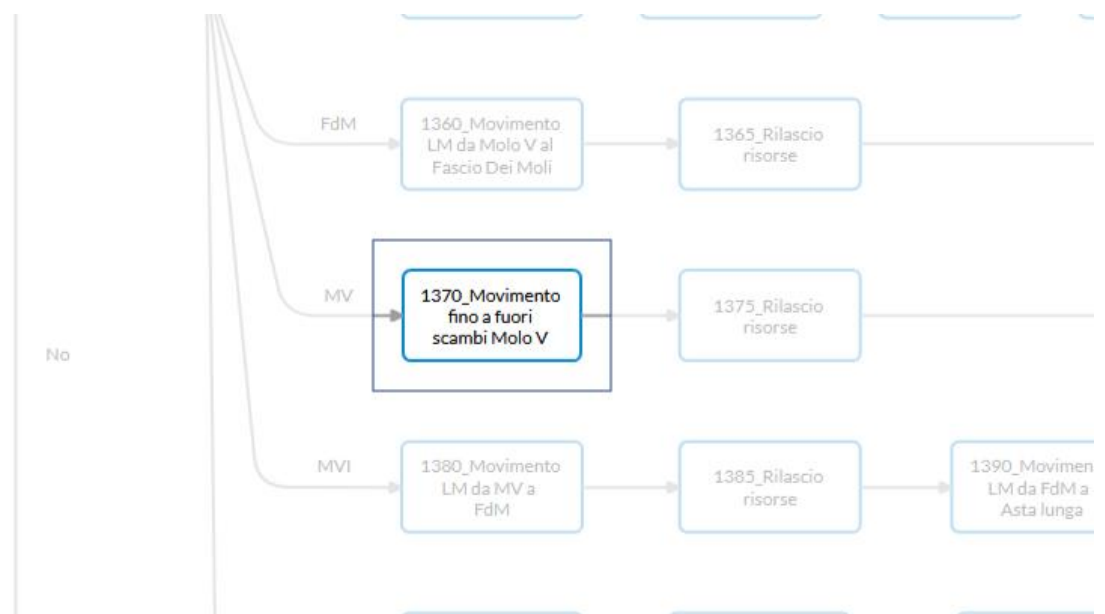 FdM
1360_Movimento
LM da Molo V al
Fascio Dei Moli
1365_Rilascio
risorse
MV
1370_Movimento
fino a fuori
scambi Molo V
1375_Rilascio
risorse
No
MVI
1380_Movimento
LM da MV a
FdM
1385_Rilascio
risorse
1390_Movimen
LM da FdM a
Asta lunga